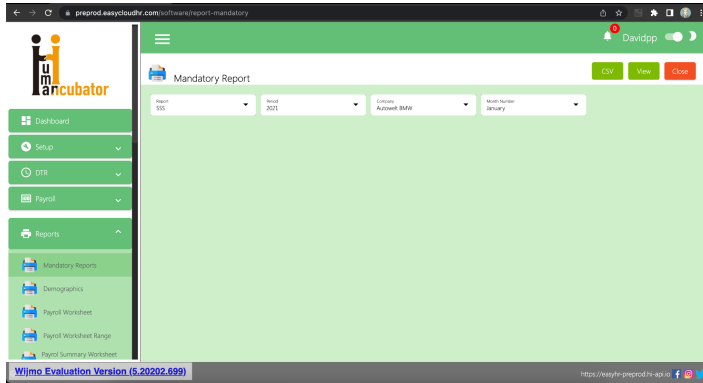 preprod.easycloudhr.com/software/report-mandatory
Human
incubator
0
Davidpp
Mandatory Report
CSV
View
Close
Report
SSS
Period
2021
Company
Autowelt BMW
Month Number
January
Dashboard
Setup
DTR
Payroll
Reports
Mandatory Reports
Demographics
Payroll Worksheet
Payroll Worksheet Range
Payrol Summary Worksheet
Wijmo Evaluation Version (5.20202.699)
https://easyhr-preprod.hi-api.io